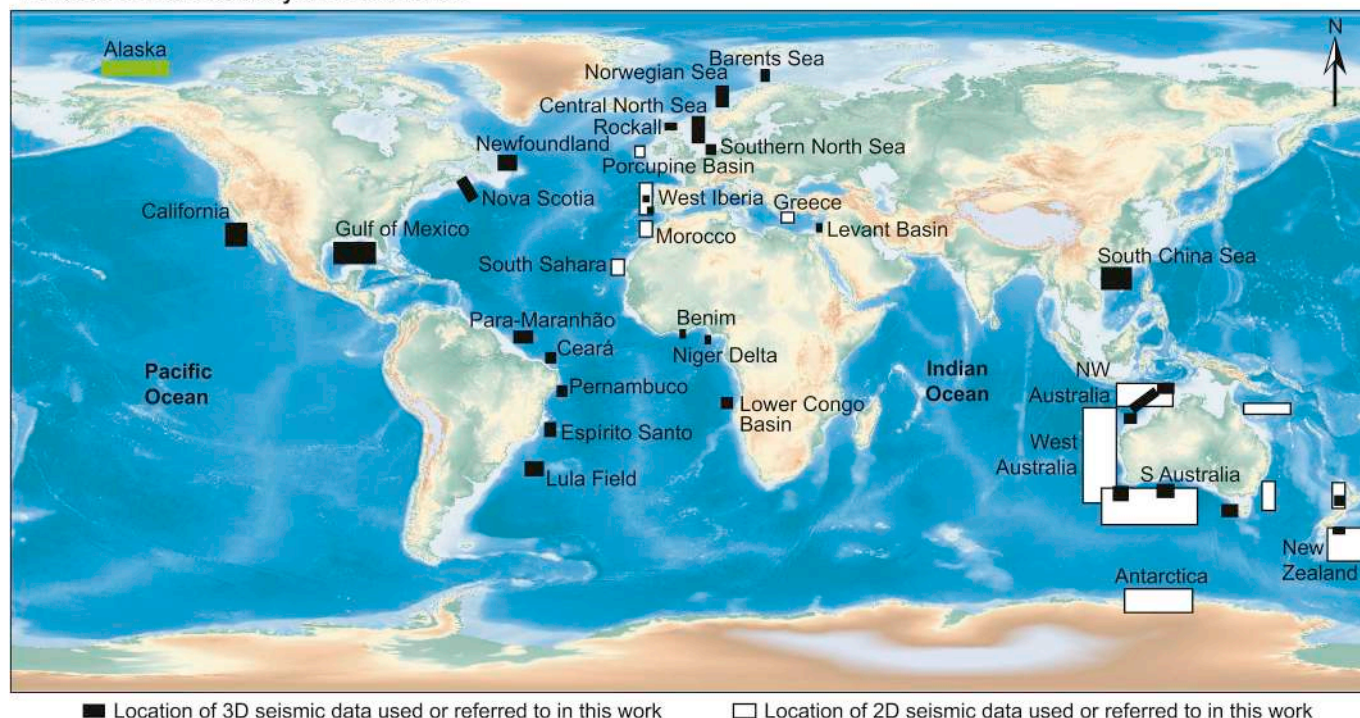 Alaska
N
Barents Sea
Norwegian Sea
Central North Sea
Rockall
Newfoundland
Southern North Sea
Porcupine Basin
Nova Scotia
West Iberia
Greece
California
Gulf of Mexico
Morocco
Levant Basin
South Sahara
South China Sea
Para-Maranhão
Benim
Ceará
Niger Delta
Pacific
Ocean
Indian
Ocean
NW
Australia
Pernambuco
Lower Congo
Basin
Espírito Santo
West
Australia
Lula Field
S Australia
New
Zealand
Antarctica
Location of 3D seismic data used or referred to in this work
Location of 2D seismic data used or referred to in this work